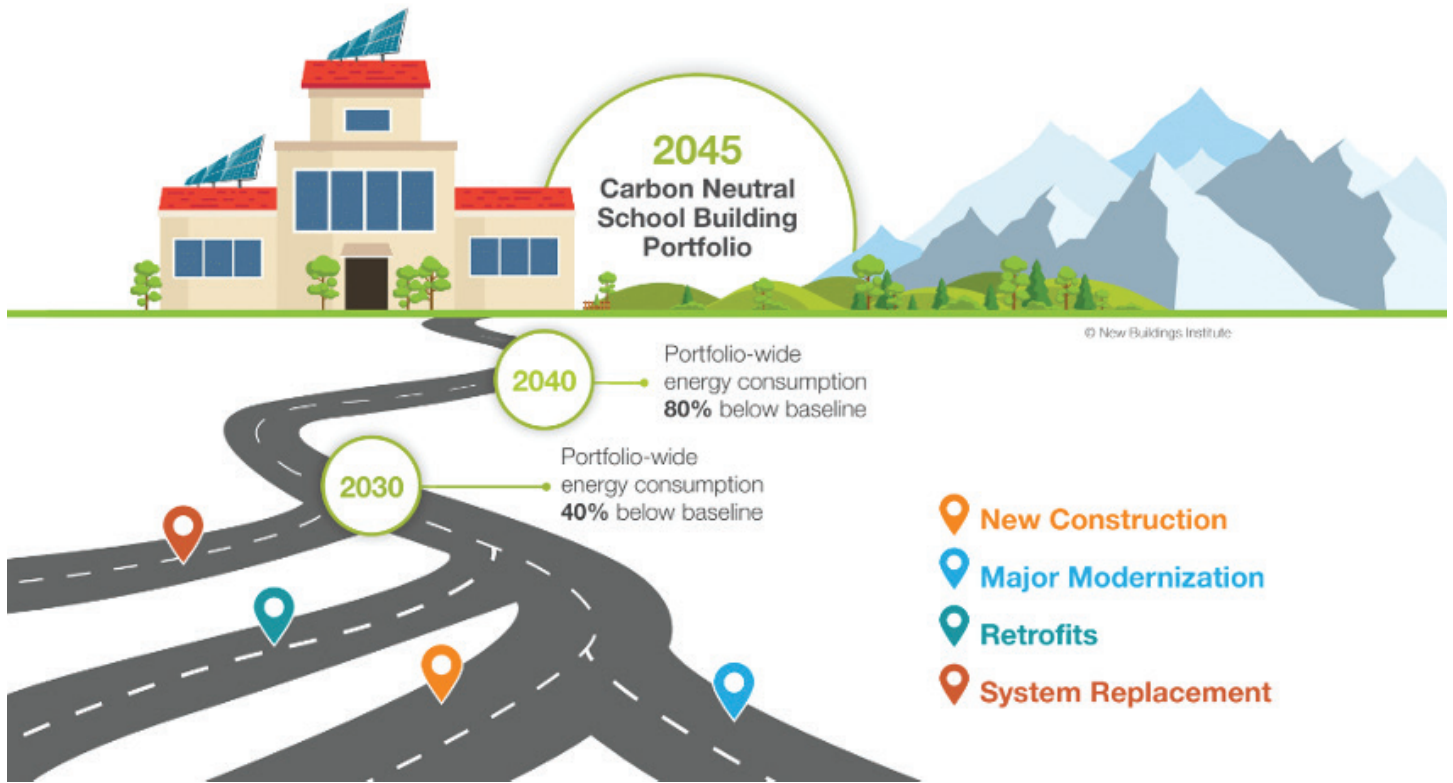 2045
Carbon Neutral
School Building
Portfolio
© New Buildings Institute
2040
Portfolio-wide
energy consumption
80% below baseline
2030
Portfolio-wide
energy consumption
40% below baseline
New Construction
Major Modernization
Retrofits
System Replacement